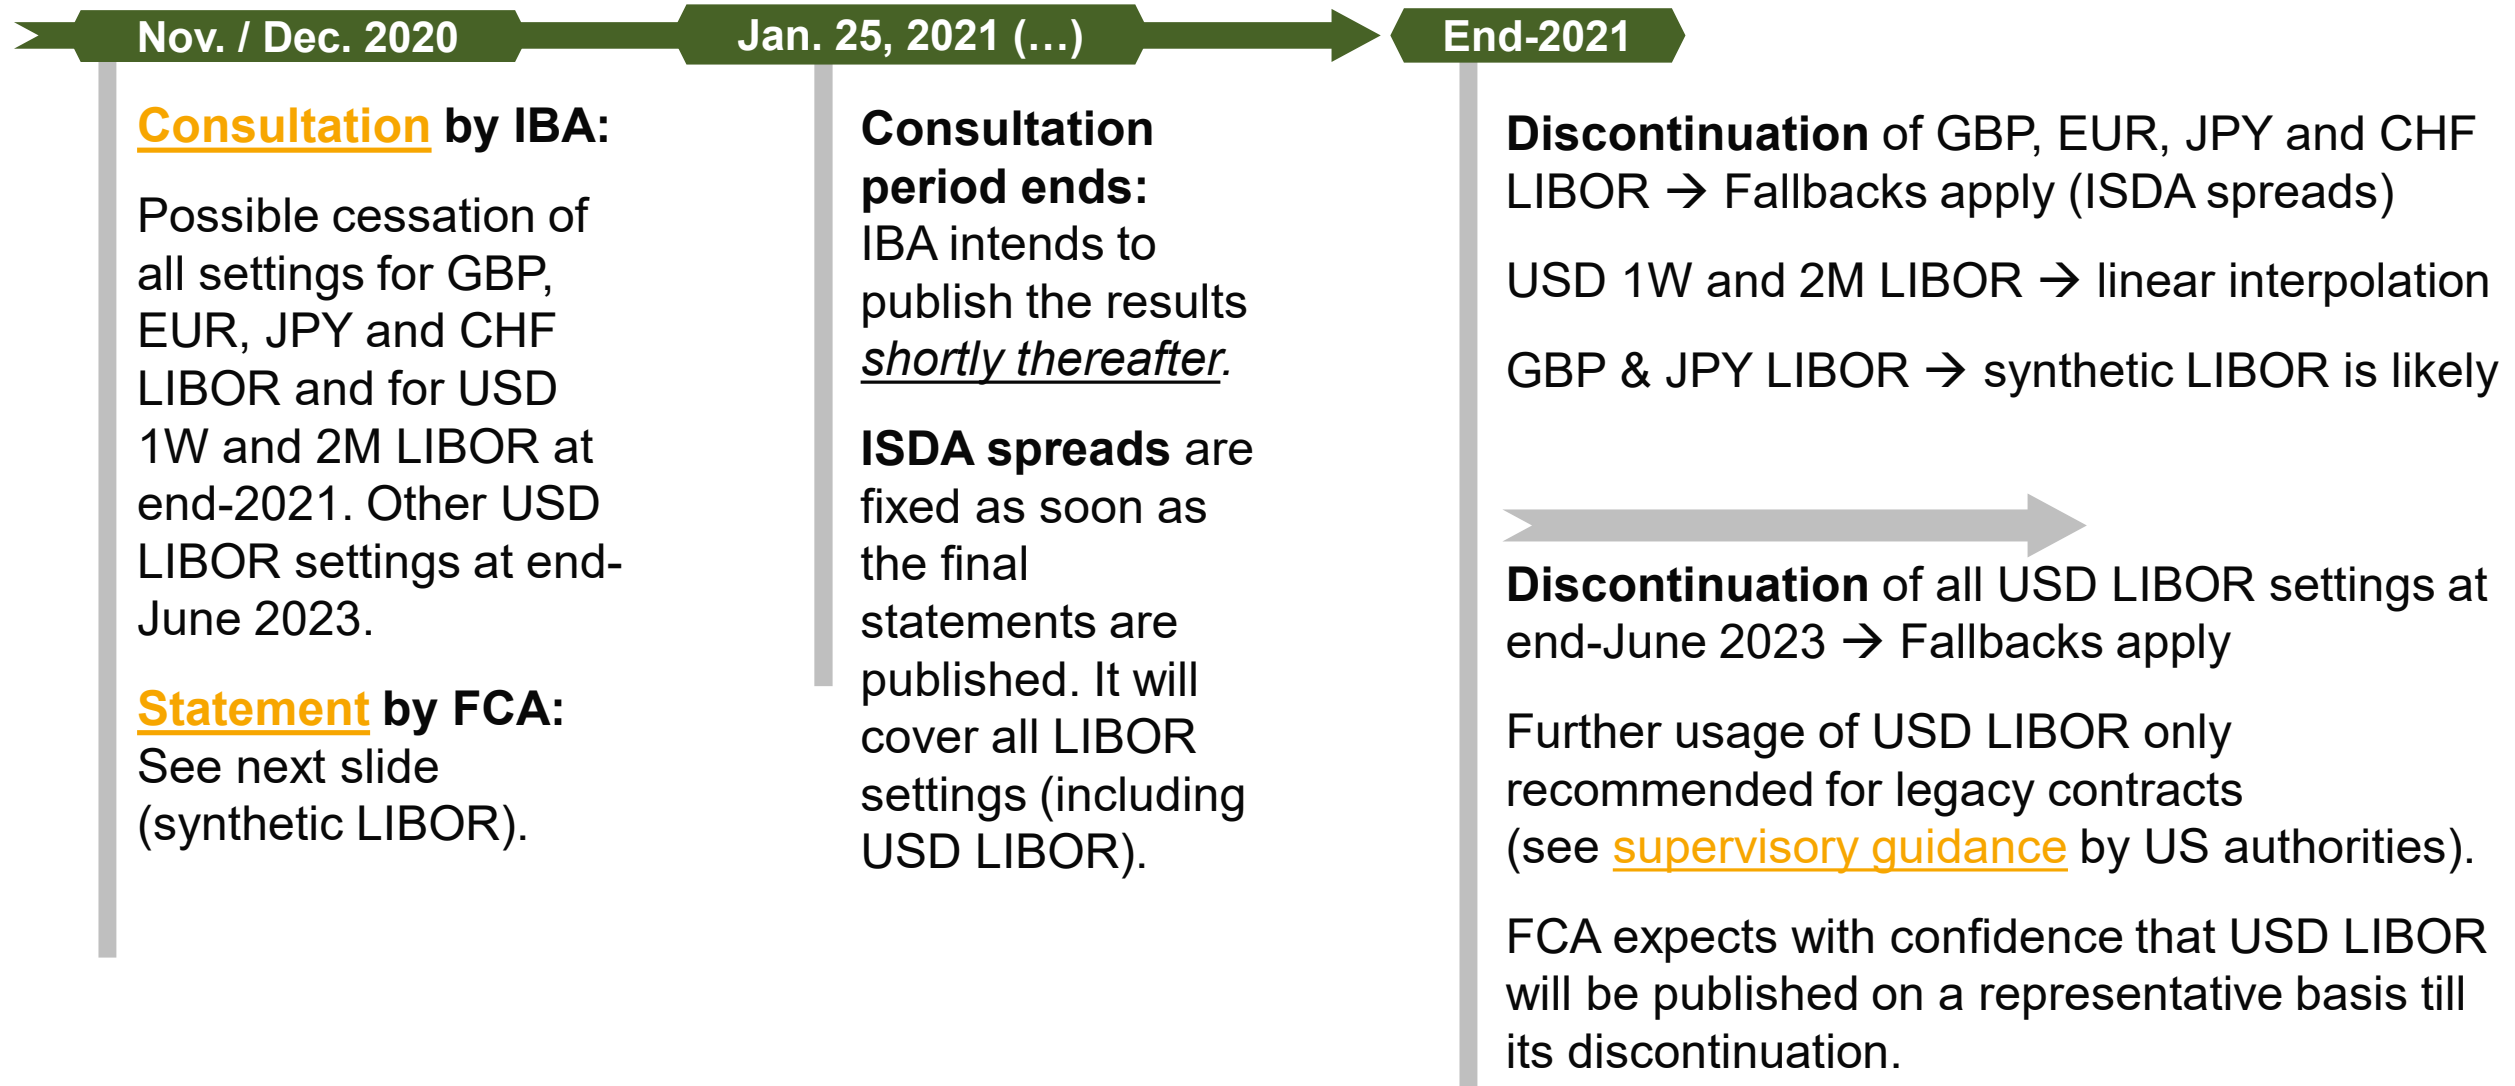 Nov. / Dec. 2020
Jan. 25, 2021 (…)
End-2021
Consultation by IBA:
Possible cessation of
all settings for GBP,
EUR, JPY and CHF
LIBOR and for USD
1W and 2M LIBOR at
end-2021. Other USD
LIBOR settings at end-
June 2023.
Statement by FCA:
See next slide
(synthetic LIBOR).
Consultation
period ends:
IBA intends to
publish the results
shortly thereafter.
ISDA spreads are
fixed as soon as
the final
statements are
published. It will
cover all LIBOR
settings (including
USD LIBOR).
Discontinuation of GBP, EUR, JPY and CHF
LIBOR → Fallbacks apply (ISDA spreads)
USD 1W and 2M LIBOR → linear interpolation
GBP & JPY LIBOR → synthetic LIBOR is likely
Discontinuation of all USD LIBOR settings at
end-June 2023 → Fallbacks apply
Further usage of USD LIBOR only
recommended for legacy contracts
(see supervisory guidance by US authorities).
FCA expects with confidence that USD LIBOR
will be published on a representative basis till
its discontinuation.